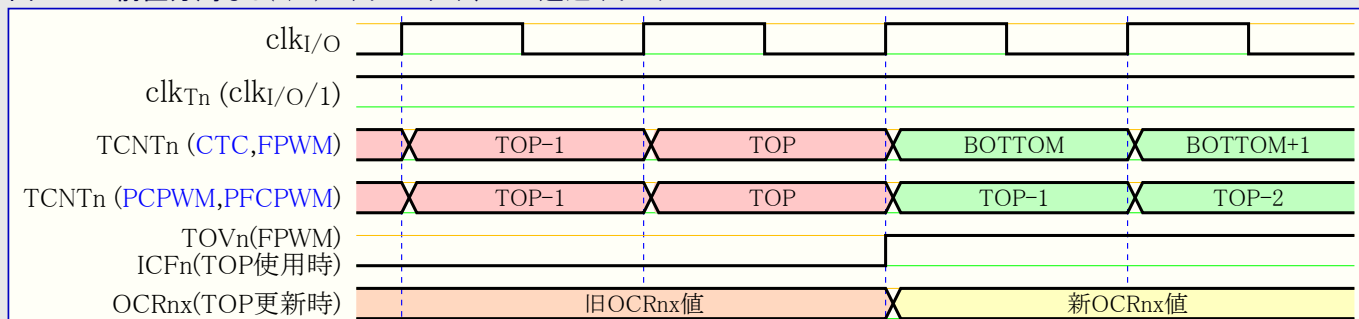 clkI/O
clkTn (clkI/O/1)
TCNTn (CTC,FPWM) TOP-1 TOP BOTTOM BOTTOM+1
TCNTn (PCPWM,PFCPWM) TOP-1 TOP TOP-1 TOP-2
TOVn(FPWM)
ICFn(TOP使用時)
OCRnx(TOP更新時) 旧OCRnx値 新OCRnx値